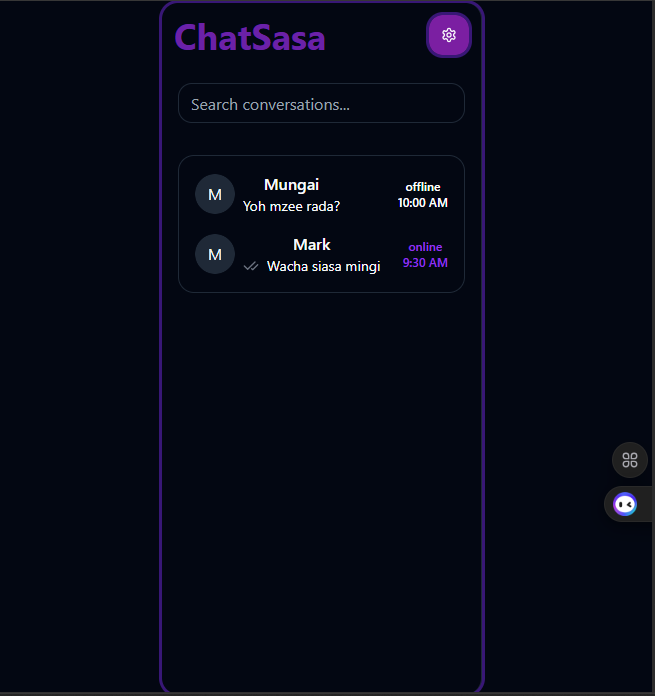 ChatSasa
Search conversations...
M
Mungai
offline
Yoh mzee rada?
10:00 AM
M
Mark
online
Wacha siasa mingi
9:30 AM